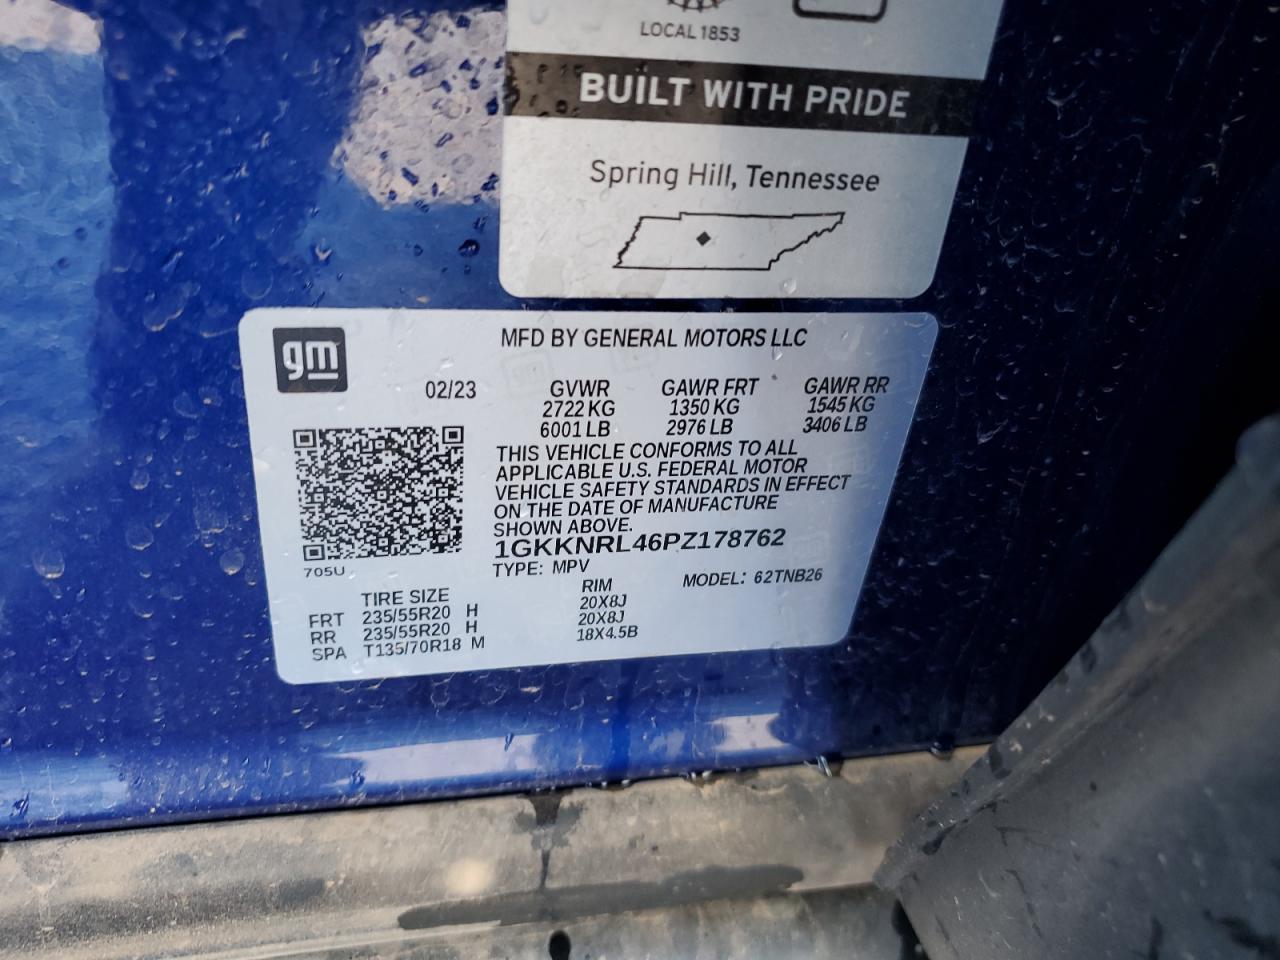 LOCAL 1853
BUILT WITH PRIDE
Spring Hill, Tennessee
gm
MFD BY GENERAL MOTORS LLC
02/23 GVWR GAWR FRT GAWR RR
2722 KG 1350 KG 1545 KG
6001 LB 2976 LB 3406 LB
THIS VEHICLE CONFORMS TO ALL
APPLICABLE U.S. FEDERAL MOTOR
VEHICLE SAFETY STANDARDS IN EFFECT
ON THE DATE OF MANUFACTURE
SHOWN ABOVE.
1GKKNRL46PZ178762
705U
TYPE: MPV MODEL: 62TNB26
TIRE SIZE RIM
FRT 235/55R20 H 20X8J
RR 235/55R20 H 20X8J
SPA T135/70R18 M 18X4.5B